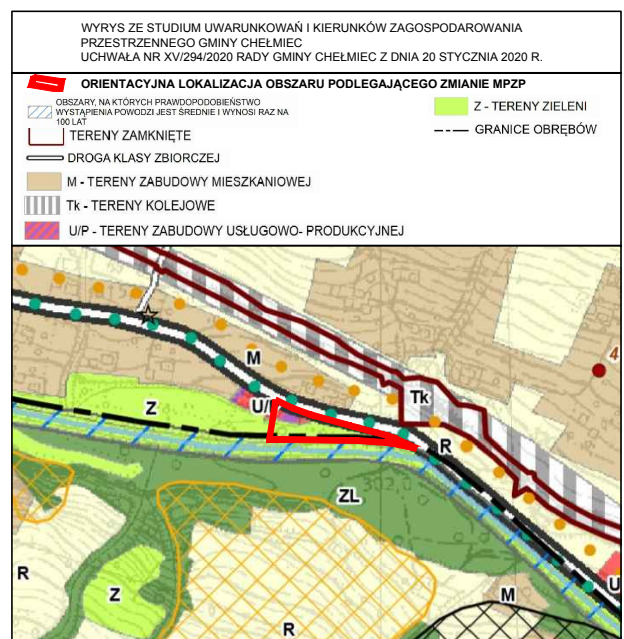 WYRYS ZE STUDIUM UWARUNKOWAŃ I KIERUNKÓW ZAGOSPODAROWANIA
PRZESTRZENNEGO GMINY CHEŁMIEC
UCHWAŁA NR XV/294/2020 RADY GMINY CHEŁMIEC Z DNIA 20 STYCZNIA 2020 R.
ORIENTACYJNA LOKALIZACJA OBSZARU PODLEGAJĄCEGO ZMIANIE MPZP
OBSZARY, NA KTÓRYCH PRAWDOPODOBIEŃSTWO
WYSTĄPIENIA POWODZI JEST ŚREDNIE I WYNOSI RAZ NA
100 LAT
Z - TERENY ZIELENI
TERENY ZAMKNIĘTE
GRANICE OBRĘBÓW
DROGA KLASY ZBIORCZEJ
M - TERENY ZABUDOWY MIESZKANIOWEJ
Tk - TERENY KOLEJOWE
U/P - TERENY ZABUDOWY USŁUGOWO- PRODUKCYJNEJ
M
4
Tk
Z
U/
R
ZL
302,0
R
Z
M
U
R